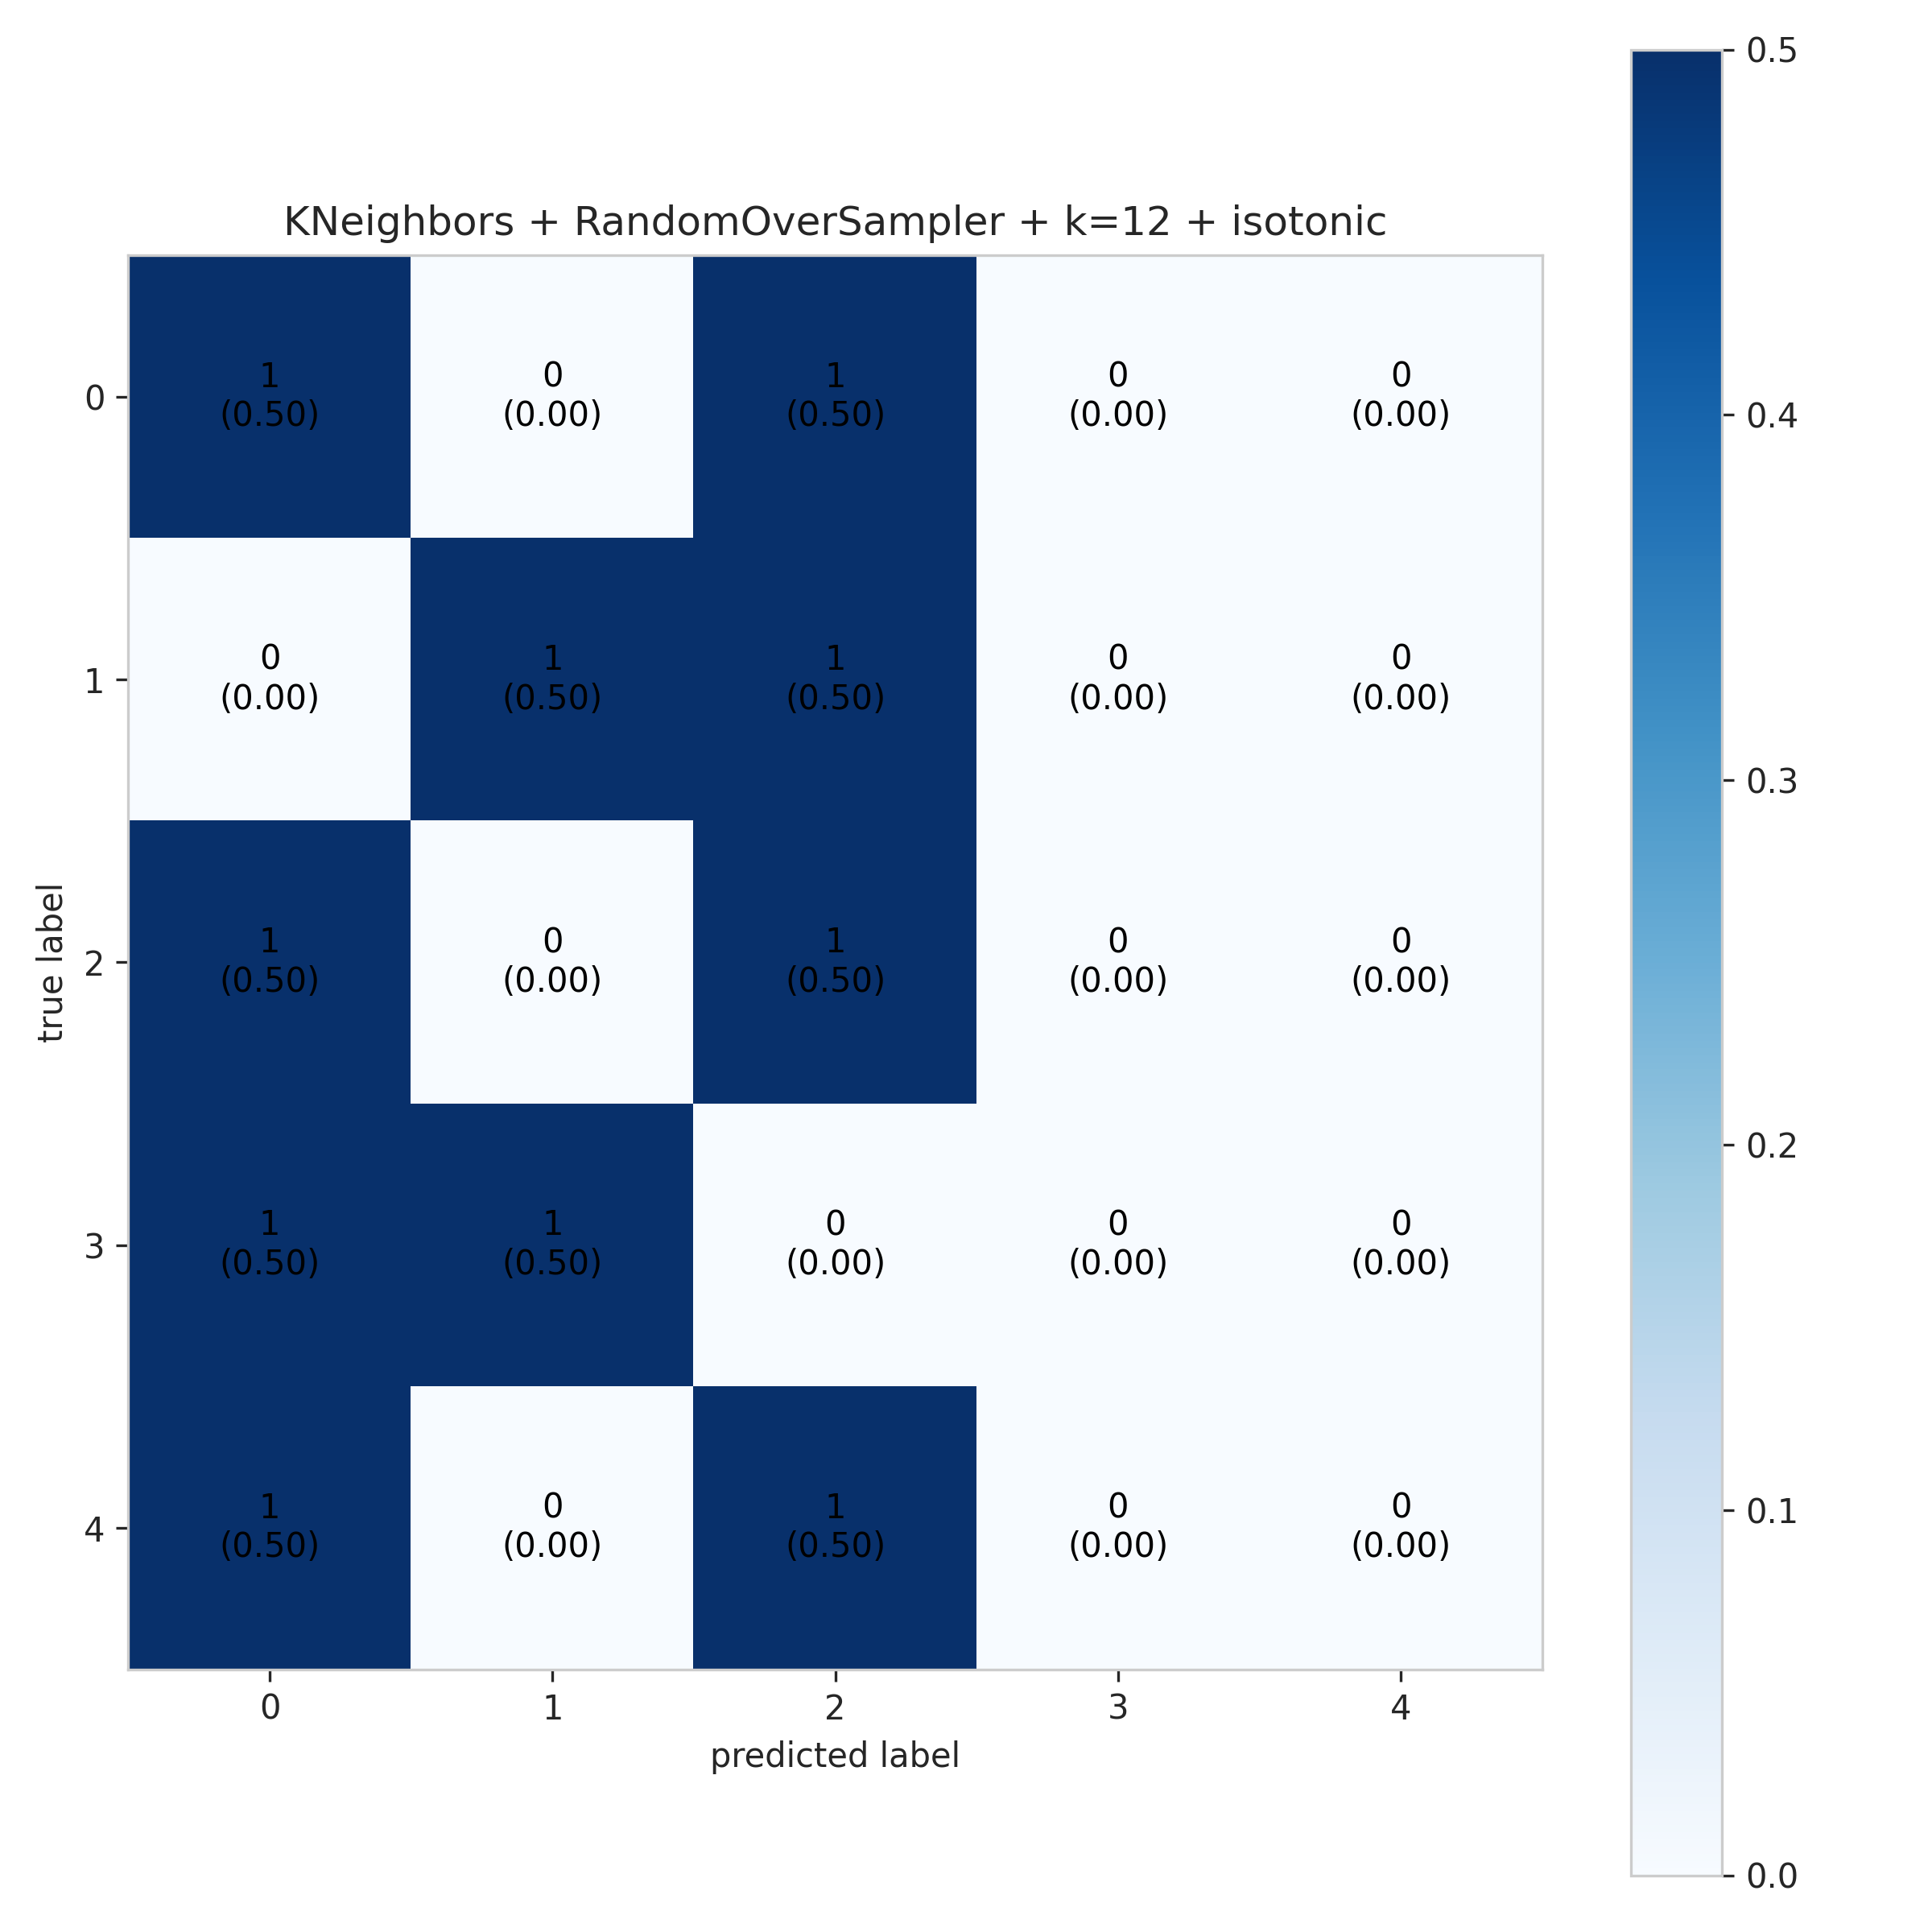 KNeighbors + RandomOverSampler + k=12 + isotonic
0.5
0.4
0.3
0.2
0.1
0.0
true label
0
1
2
3
4
1 0 1 0 0
(0.50) (0.00) (0.50) (0.00) (0.00)
0 1 1 0 0
(0.00) (0.50) (0.50) (0.00) (0.00)
1 0 1 0 0
(0.50) (0.00) (0.50) (0.00) (0.00)
1 1 0 0 0
(0.50) (0.50) (0.00) (0.00) (0.00)
1 0 1 0 0
(0.50) (0.00) (0.50) (0.00) (0.00)
0 1 2 3 4
predicted label